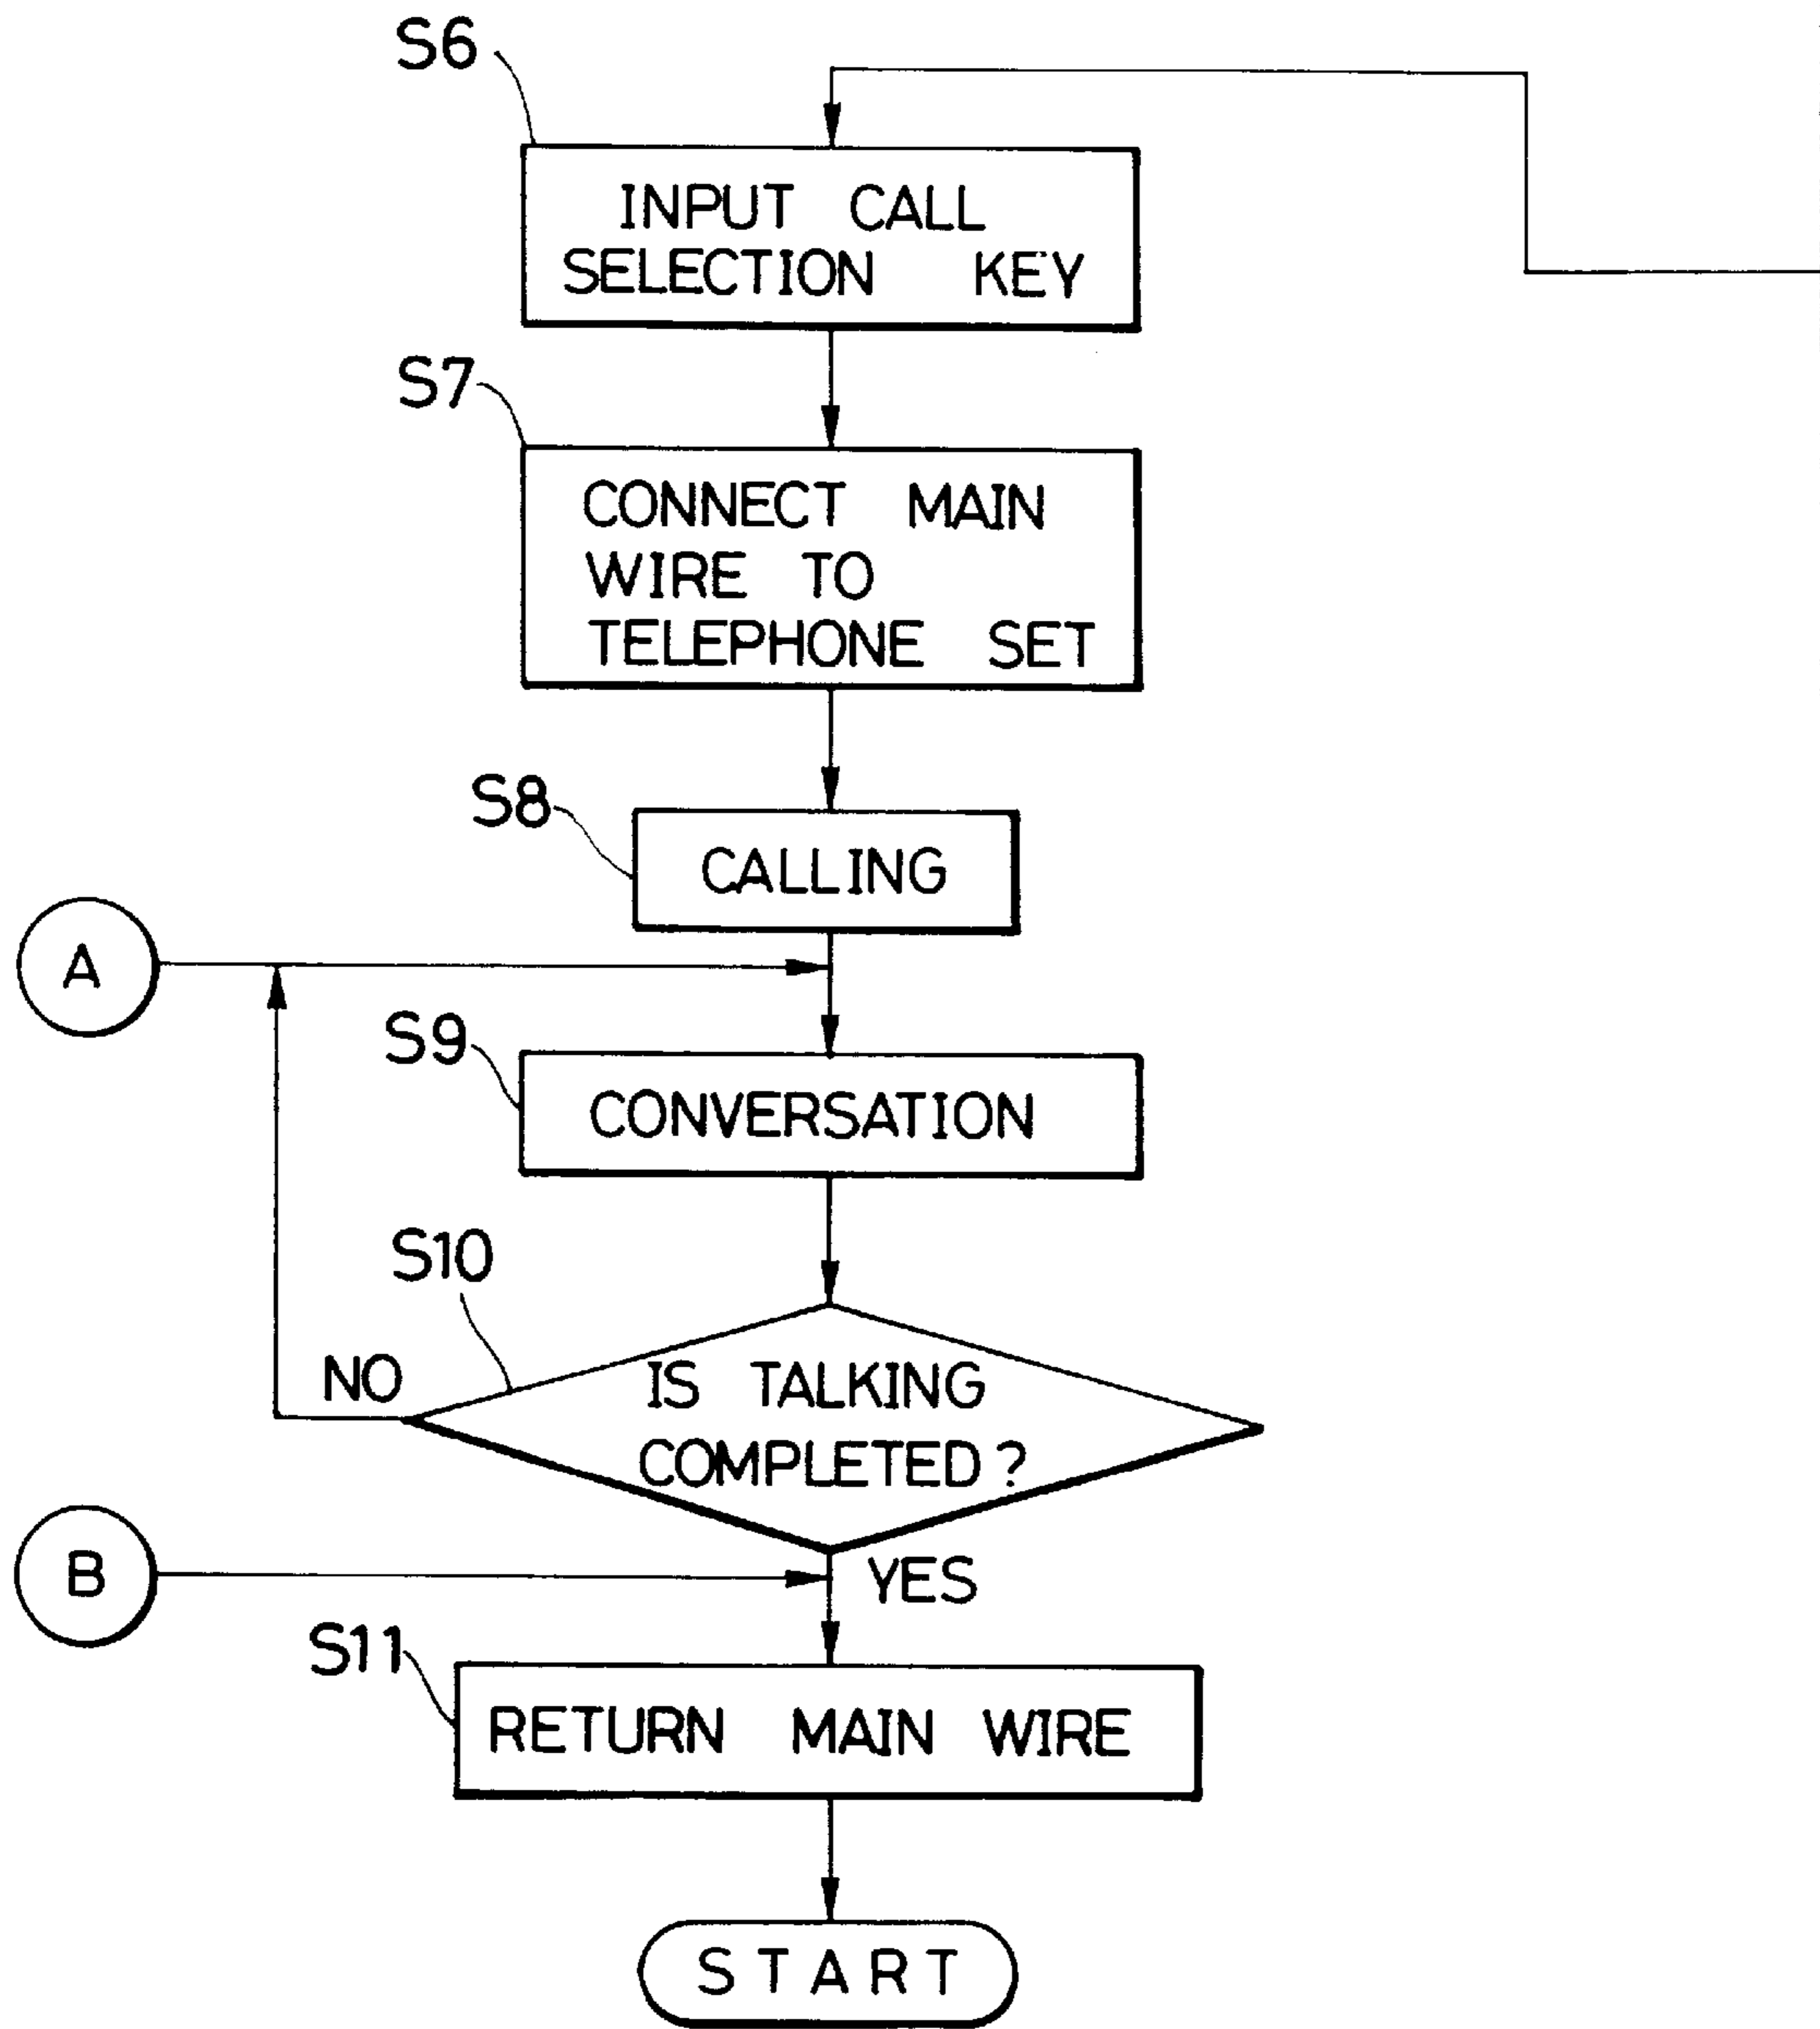 S6
INPUT CALL
SELECTION KEY
S7
CONNECT MAIN
WIRE TO
TELEPHONE SET
S8
CALLING
A
S9
CONVERSATION
S10
NO
IS TALKING
COMPLETED?
B
YES
S11
RETURN MAIN WIRE
START